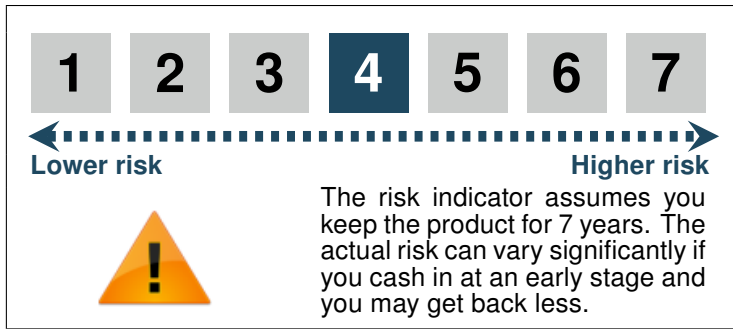 1 2 3 4 5 6 7
Lower risk Higher risk
The risk indicator assumes you
keep the product for 7 years. The
actual risk can vary significantly if
you cash in at an early stage and
you may get back less.